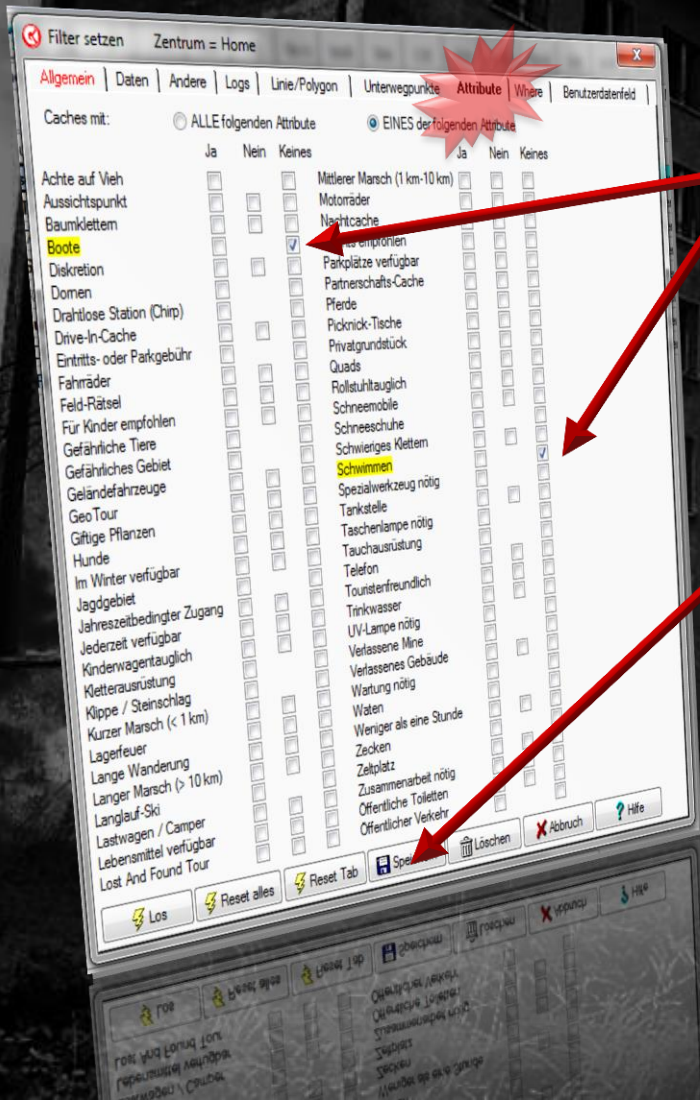 Filter setzen Zentrum = Home
Allgemein Daten Andere Logs Linie/Polygon Unterwegpunkte Attribute Where Benutzerdatenfeld
Caches mit: ALLE folgenden Attribute EINES der folgenden Attribute
Ja Nein Keines Ja Nein Keines
Achte auf Vieh
Aussichtspunkt
Baumklettern
Boote
Diskretion
Dornen
Drahtlose Station (Chirp)
Drive-In-Cache
Eintritts- oder Parkgebühr
Fahrräder
Feld-Rätsel
Für Kinder empfohlen
Gefährliche Tiere
Gefährliches Gebiet
Geländefahrzeuge
GeoTour
Giftige Pflanzen
Hunde
Im Winter verfügbar
Jagdgebiet
Jahreszeitbedingter Zugang
Jederzeit verfügbar
Kinderwagentauglich
Kletterausrüstung
Klippe / Steinschlag
Kurzer Marsch (< 1 km)
Lagerfeuer
Lange Wanderung
Langer Marsch (> 10 km)
Langlauf-Ski
Lastwagen / Camper
Lebensmittel verfügbar
Lost And Found Tour
Mittlerer Marsch (1 km-10 km)
Motorräder
Nachtcache
empfohlen
Parkplätze verfügbar
Partnerschafts-Cache
Pferde
Picknick-Tische
Privatgrundstück
Quads
Rollstuhltauglich
Schneemobile
Schneeschuhe
Schwieriges Klettern
Schwimmen
Spezialwerkzeug nötig
Tankstelle
Taschenlampe nötig
Tauchausrüstung
Telefon
Touristenfreundlich
Trinkwasser
UV-Lampe nötig
Verlassene Mine
Verlassenes Gebäude
Wartung nötig
Waten
Weniger als eine Stunde
Zecken
Zeltplatz
Zusammenarbeit nötig
Öffentliche Toiletten
Öffentlicher Verkehr
Los Reset alles Reset Tab Löschen Abbruch Hilfe